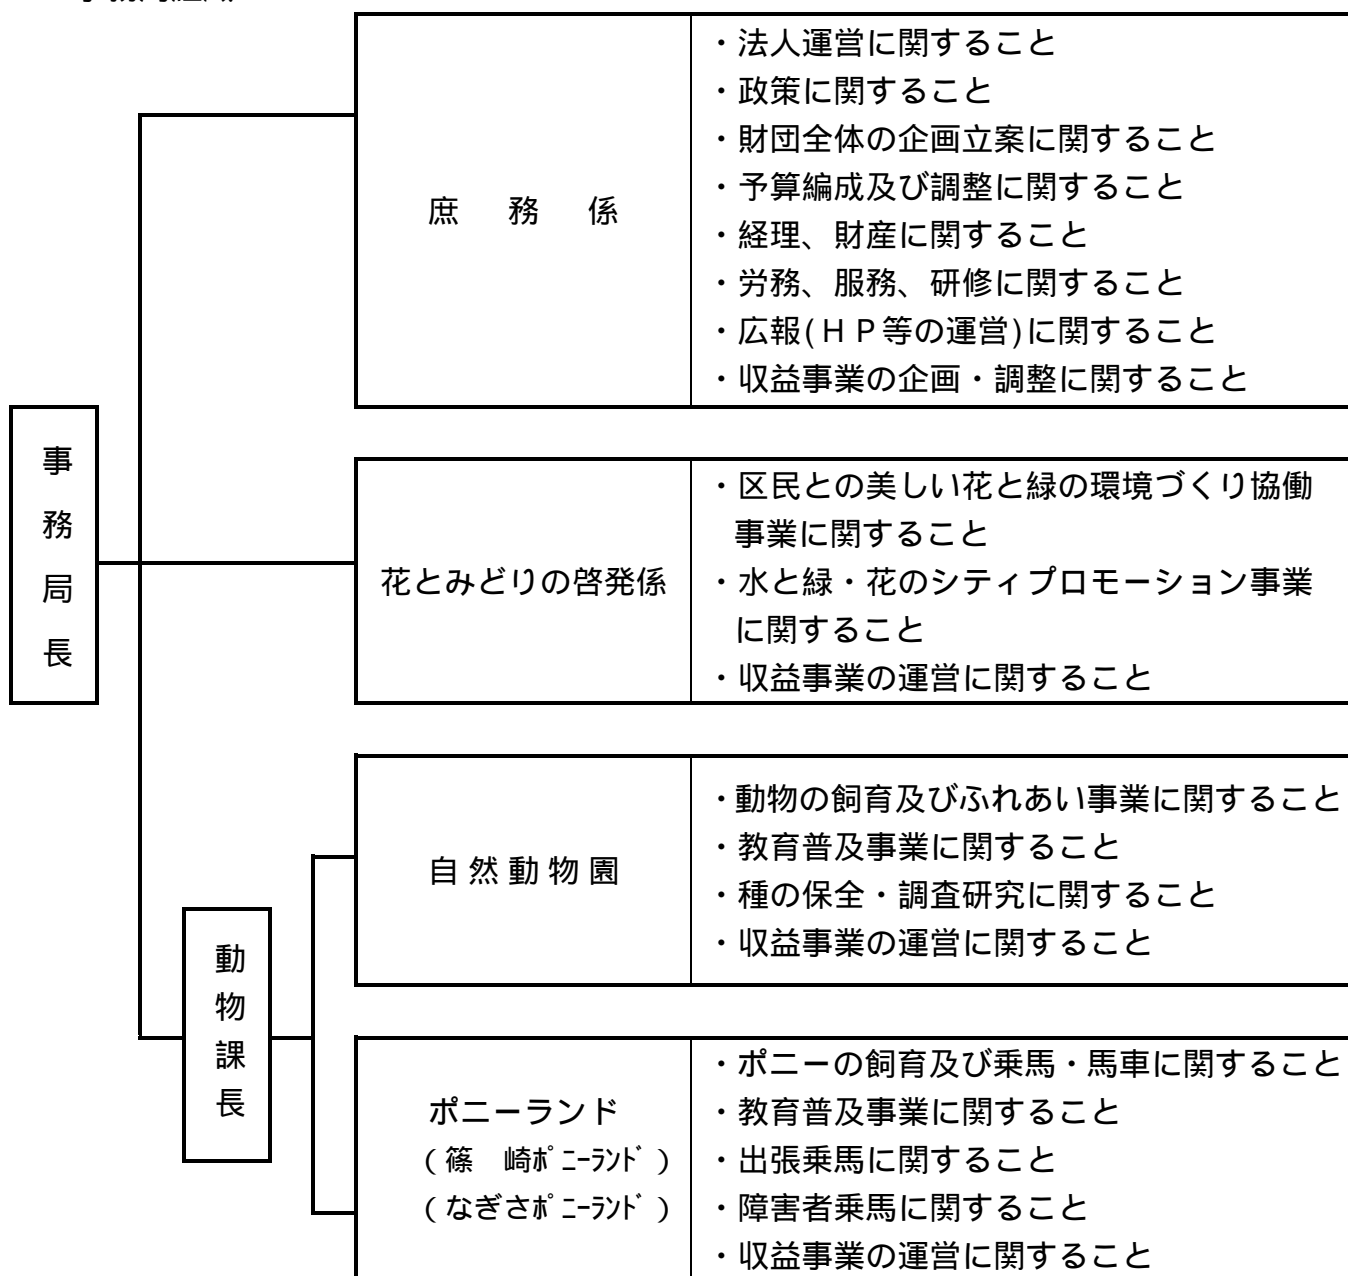 庶 務 係
・法人運営に関すること
・政策に関すること
・財団全体の企画立案に関すること
・予算編成及び調整に関すること
・経理、財産に関すること
・労務、服務、研修に関すること
・広報(ＨＰ等の運営)に関すること
・収益事業の企画・調整に関すること
事務局長
花とみどりの啓発係
・区民との美しい花と緑の環境づくり協働
事業に関すること
・水と緑・花のシティプロモーション事業
に関すること
・収益事業の運営に関すること
動物課長
自然動物園
・動物の飼育及びふれあい事業に関すること
・教育普及事業に関すること
・種の保全・調査研究に関すること
・収益事業の運営に関すること
ポニーランド
(篠 崎ﾎﾟﾆｰﾗﾝﾄﾞ)
(なぎさﾎﾟﾆｰﾗﾝﾄﾞ)
・ポニーの飼育及び乗馬・馬車に関すること
・教育普及事業に関すること
・出張乗馬に関すること
・障害者乗馬に関すること
・収益事業の運営に関すること